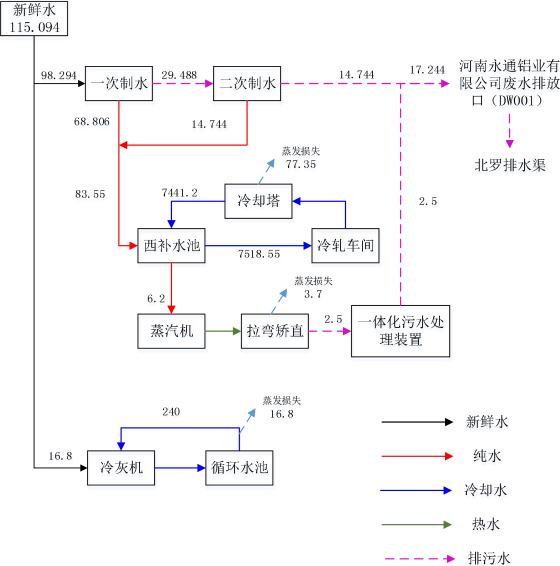 新鲜水
115.094
98.294
一次制水
29.488
二次制水
14.744
17.244
河南永通铝业有
限公司废水排放
口（DW001）
68.806
14.744
蒸发损失
77.35
北罗排水渠
83.55
7441.2
冷却塔
2.5
西补水池
7518.55
冷轧车间
6.2
蒸发损失
3.7
蒸汽机
拉弯矫直
2.5
一体化污水处
理装置
240
蒸发损失
16.8
16.8
冷灰机
循环水池
新鲜水
纯水
冷却水
热水
排污水